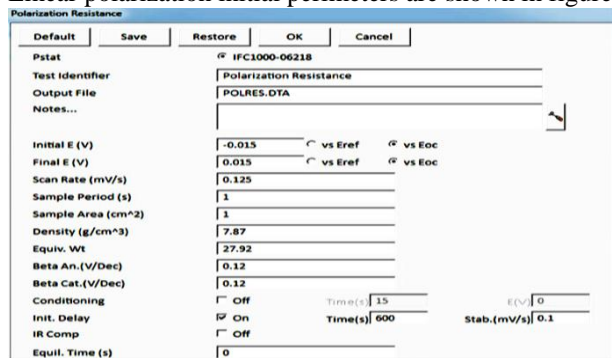 Linear polarization initial perimeters are shown in figure
Polarization Resistance
Default Save Restore OK Cancel
Pstat IFC1000-06218
Test Identifier Polarization Resistance
Output File POLRES.DTA
Notes...
Initial E (V) -0.015 vs Eref vs Eoc
Final E (V) 0.015 vs Eref vs Eoc
Scan Rate (mV/s) 0.125
Sample Period (s) 1
Sample Area (cm^2) 1
Density (g/cm^3) 7.87
Equiv. Wt 27.92
Beta An.(V/Dec) 0.12
Beta Cat.(V/Dec) 0.12
Conditioning Off Time(s) 15 E(V) 0
Init. Delay On Time(s) 600 Stab.(mV/s) 0.1
IR Comp Off
Equil. Time (s) 0